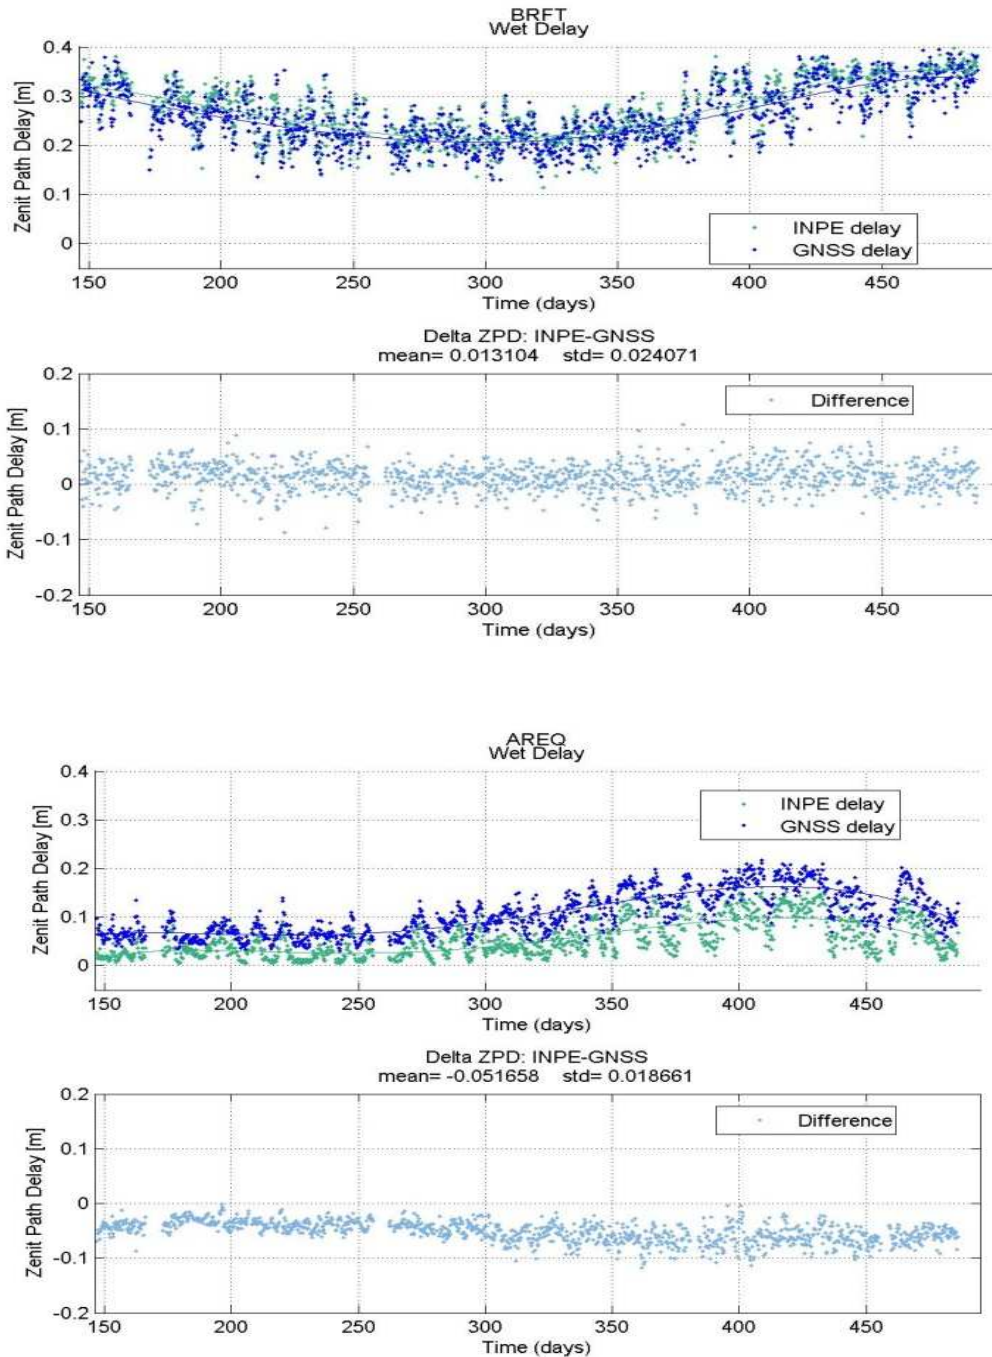 BRFT
Wet Delay
Zenit Path Delay [m]
0.4
0.3
0.2
0.1
0
INPE delay
GNSS delay
150 200 250 300 350 400 450
Time (days)
Delta ZPD: INPE-GNSS
mean= 0.013104 std= 0.024071
Zenit Path Delay [m]
0.2
0.1
0
-0.1
-0.2
Difference
150 200 250 300 350 400 450
Time (days)
AREQ
Wet Delay
Zenit Path Delay [m]
0.4
0.3
0.2
0.1
0
INPE delay
GNSS delay
150 200 250 300 350 400 450
Time (days)
Delta ZPD: INPE-GNSS
mean= -0.051658 std= 0.018661
Zenit Path Delay [m]
0.2
0.1
0
-0.1
-0.2
Difference
150 200 250 300 350 400 450
Time (days)